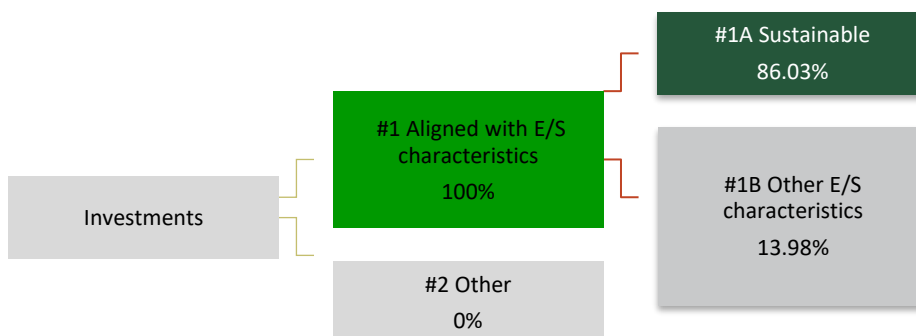 Investments
#1 Aligned with E/S
characteristics
100%
#2 Other
0%
#1A Sustainable
86.03%
#1B Other E/S
characteristics
13.98%